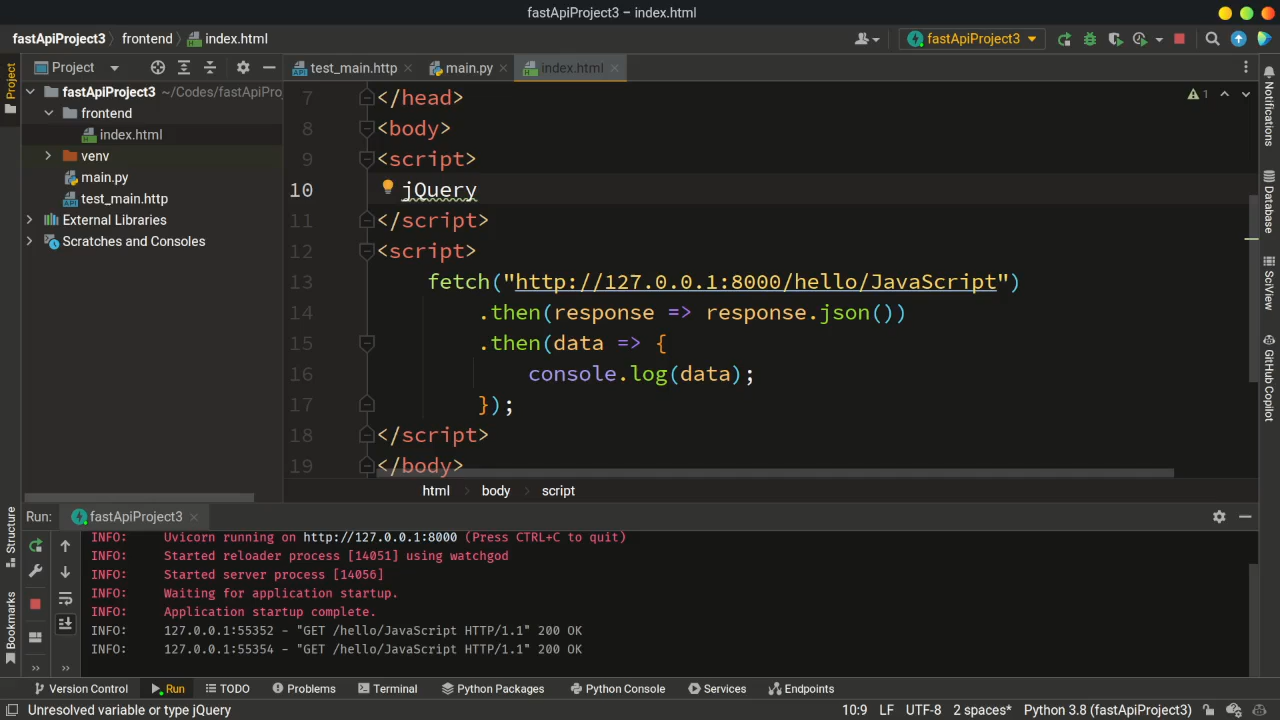 fastApiProject3 – index.html
fastApiProject3 frontend index.html
fastApiProject3
Project
test_main.http main.py index.html
Project
fastApiProject3 ~/Codes/fastApiPro
frontend
index.html
venv
main.py
test_main.http
External Libraries
Scratches and Consoles
1
7 </head>
8 <body>
9 <script>
10 jQuery
11 </script>
12 <script>
13 fetch("http://127.0.0.1:8000/hello/JavaScript")
14 .then(response => response.json())
15 .then(data => {
16 console.log(data);
17 });
18 </script>
19 </body>
html body script
Notifications
Database
SciView
GitHub Copilot
Structure
Bookmarks
Run: fastApiProject3
INFO: Uvicorn running on http://127.0.0.1:8000 (Press CTRL+C to quit)
INFO: Started reloader process [14051] using watchgod
INFO: Started server process [14056]
INFO: Waiting for application startup.
INFO: Application startup complete.
INFO: 127.0.0.1:55352 - "GET /hello/JavaScript HTTP/1.1" 200 OK
INFO: 127.0.0.1:55354 - "GET /hello/JavaScript HTTP/1.1" 200 OK
Version Control Run TODO Problems Terminal Python Packages Python Console Services Endpoints
Unresolved variable or type jQuery 10:9 LF UTF-8 2 spaces* Python 3.8 (fastApiProject3)